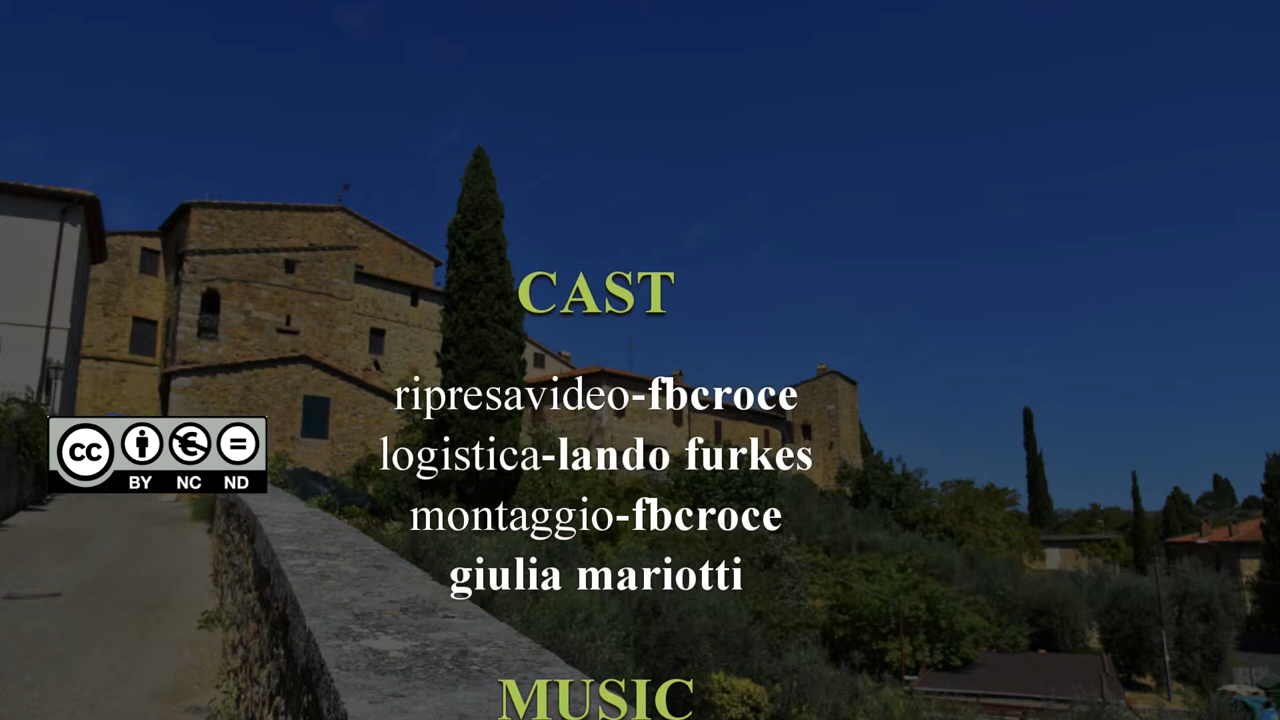 CAST
ripresavideo-fbcroce
logistica-lando furkes
montaggio-fbcroce
giulia mariotti
cc
BY NC ND
MUSIC